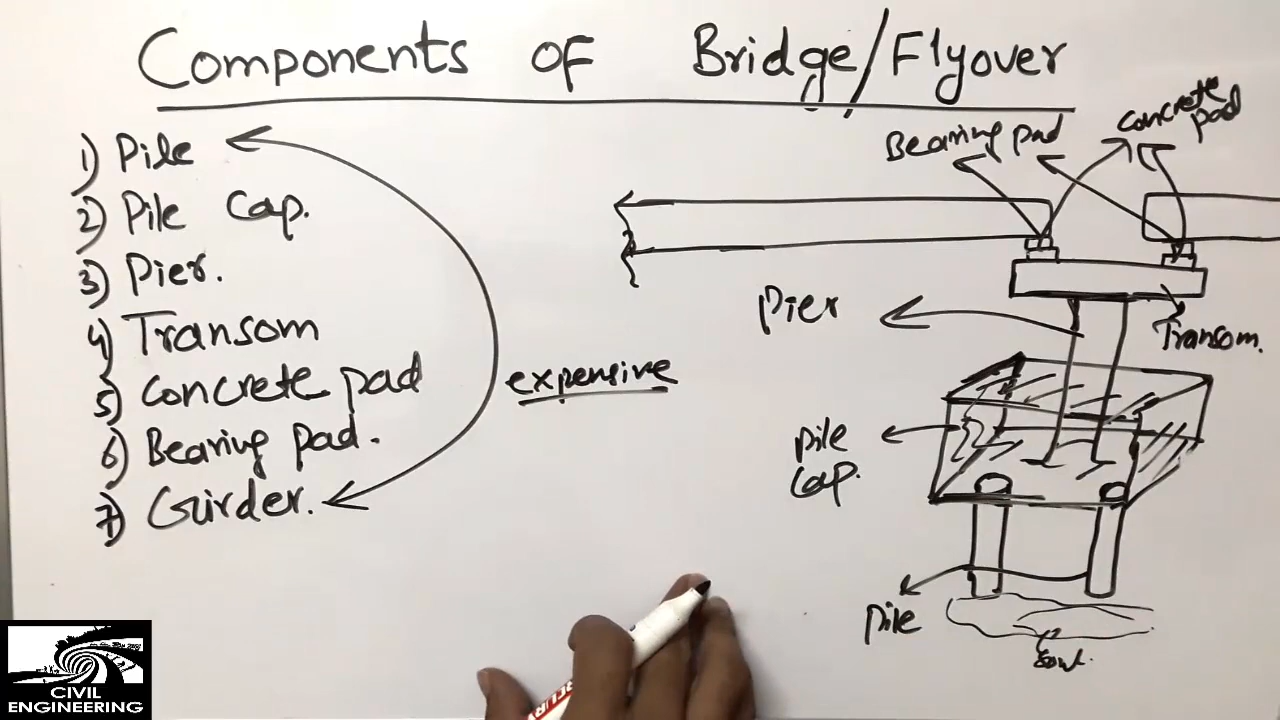 Components of Bridge/Flyover
1) Pile
2) Pile Cap.
3) Pier.
4) Transom
5) Concrete pad
6) Bearing pad.
7) Girder.
expensive
Bearing pad
Concrete
pad
Pier
Transom.
pile
Cap.
pile
CIVIL
ENGINEERING